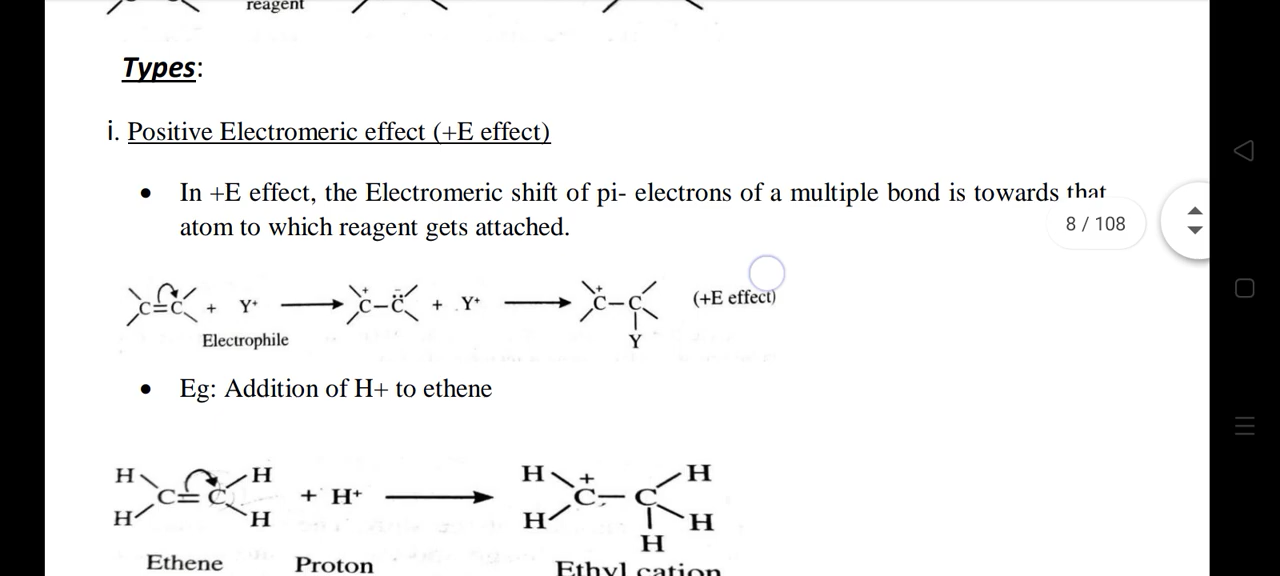 reagent
Types:
i. Positive Electromeric effect (+E effect)
• In +E effect, the Electromeric shift of pi- electrons of a multiple bond is towards that
atom to which reagent gets attached.
8 / 108
C=C + Y+ → C+–C̈ + Y+ → C+–C (+E effect)
Electrophile
Y
• Eg: Addition of H+ to ethene
H H H + H
C=C + H+ → C–C
H H H H
H
Ethene Proton Ethyl cation